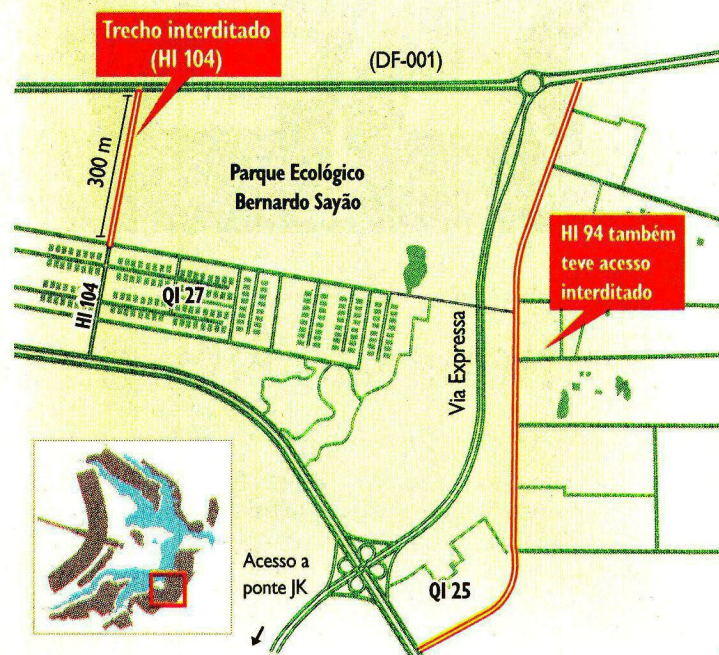 Trecho interditado
(HI 104)
(DF-001)
300 m
Parque Ecológico
Bernardo Sayão
HI 94 também
teve acesso
interditado
QI 27
HI 104
Via Expressa
Acesso a
ponte JK
QI 25